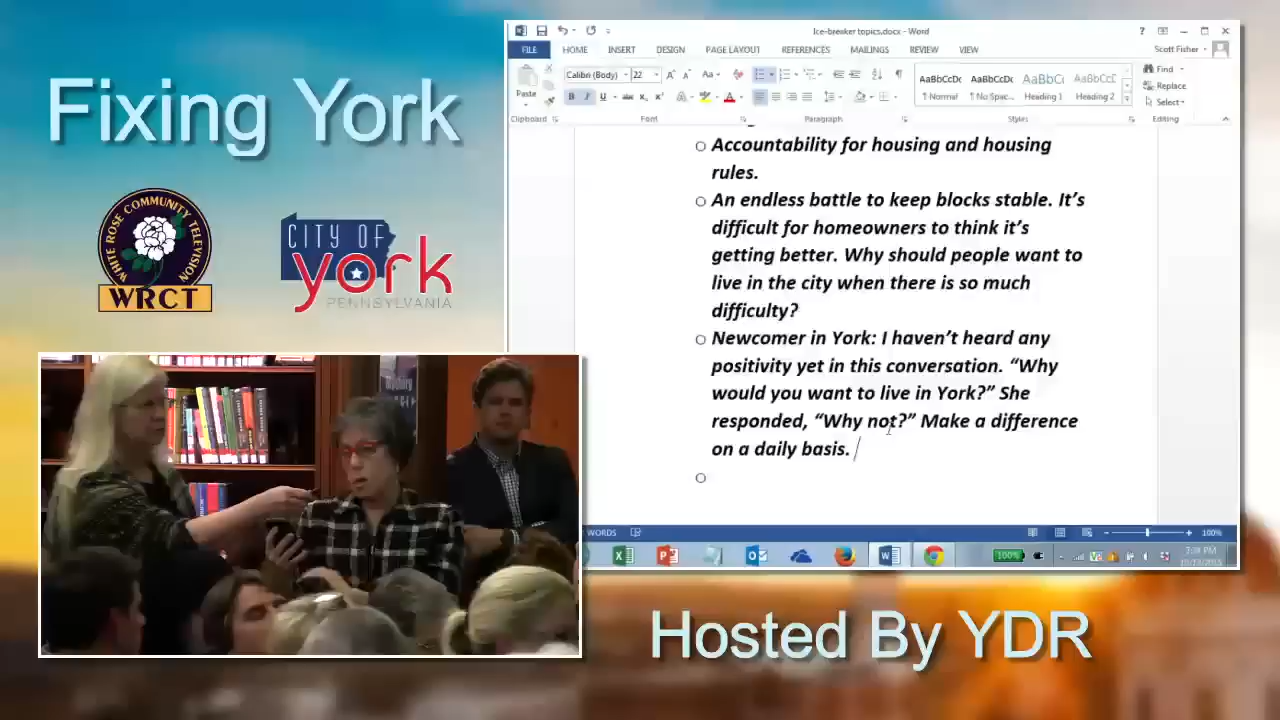 Fixing York
WHITE ROSE COMMUNITY TELEVISION
WRCT
CITY OF
york
PENNSYLVANIA
Ice-breaker topics.docx - Word
FILE HOME INSERT DESIGN PAGE LAYOUT REFERENCES MAILINGS REVIEW VIEW
Scott Fisher
Calibri (Body) 22
Paste
AaBbCcDc AaBbCcDc AaBbCc AaBbCcD
¶ Normal ¶ No Spac... Heading 1 Heading 2
Find
Replace
Select
Clipboard Font Paragraph Styles Editing
Accountability for housing and housing
rules.
An endless battle to keep blocks stable. It’s
difficult for homeowners to think it’s
getting better. Why should people want to
live in the city when there is so much
difficulty?
Newcomer in York: I haven’t heard any
positivity yet in this conversation. “Why
would you want to live in York?” She
responded, “Why not?” Make a difference
on a daily basis.
WORDS
100%
100%
Hosted By YDR